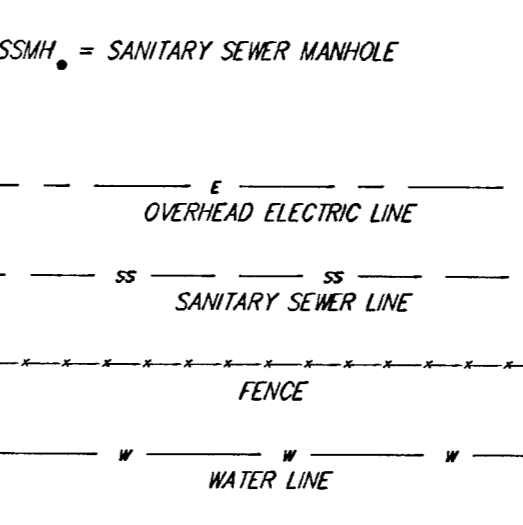 SSMH = SANITARY SEWER MANHOLE
E
OVERHEAD ELECTRIC LINE
SS SS
SANITARY SEWER LINE
x x x x x x x x x x x x x
FENCE
W W W
WATER LINE